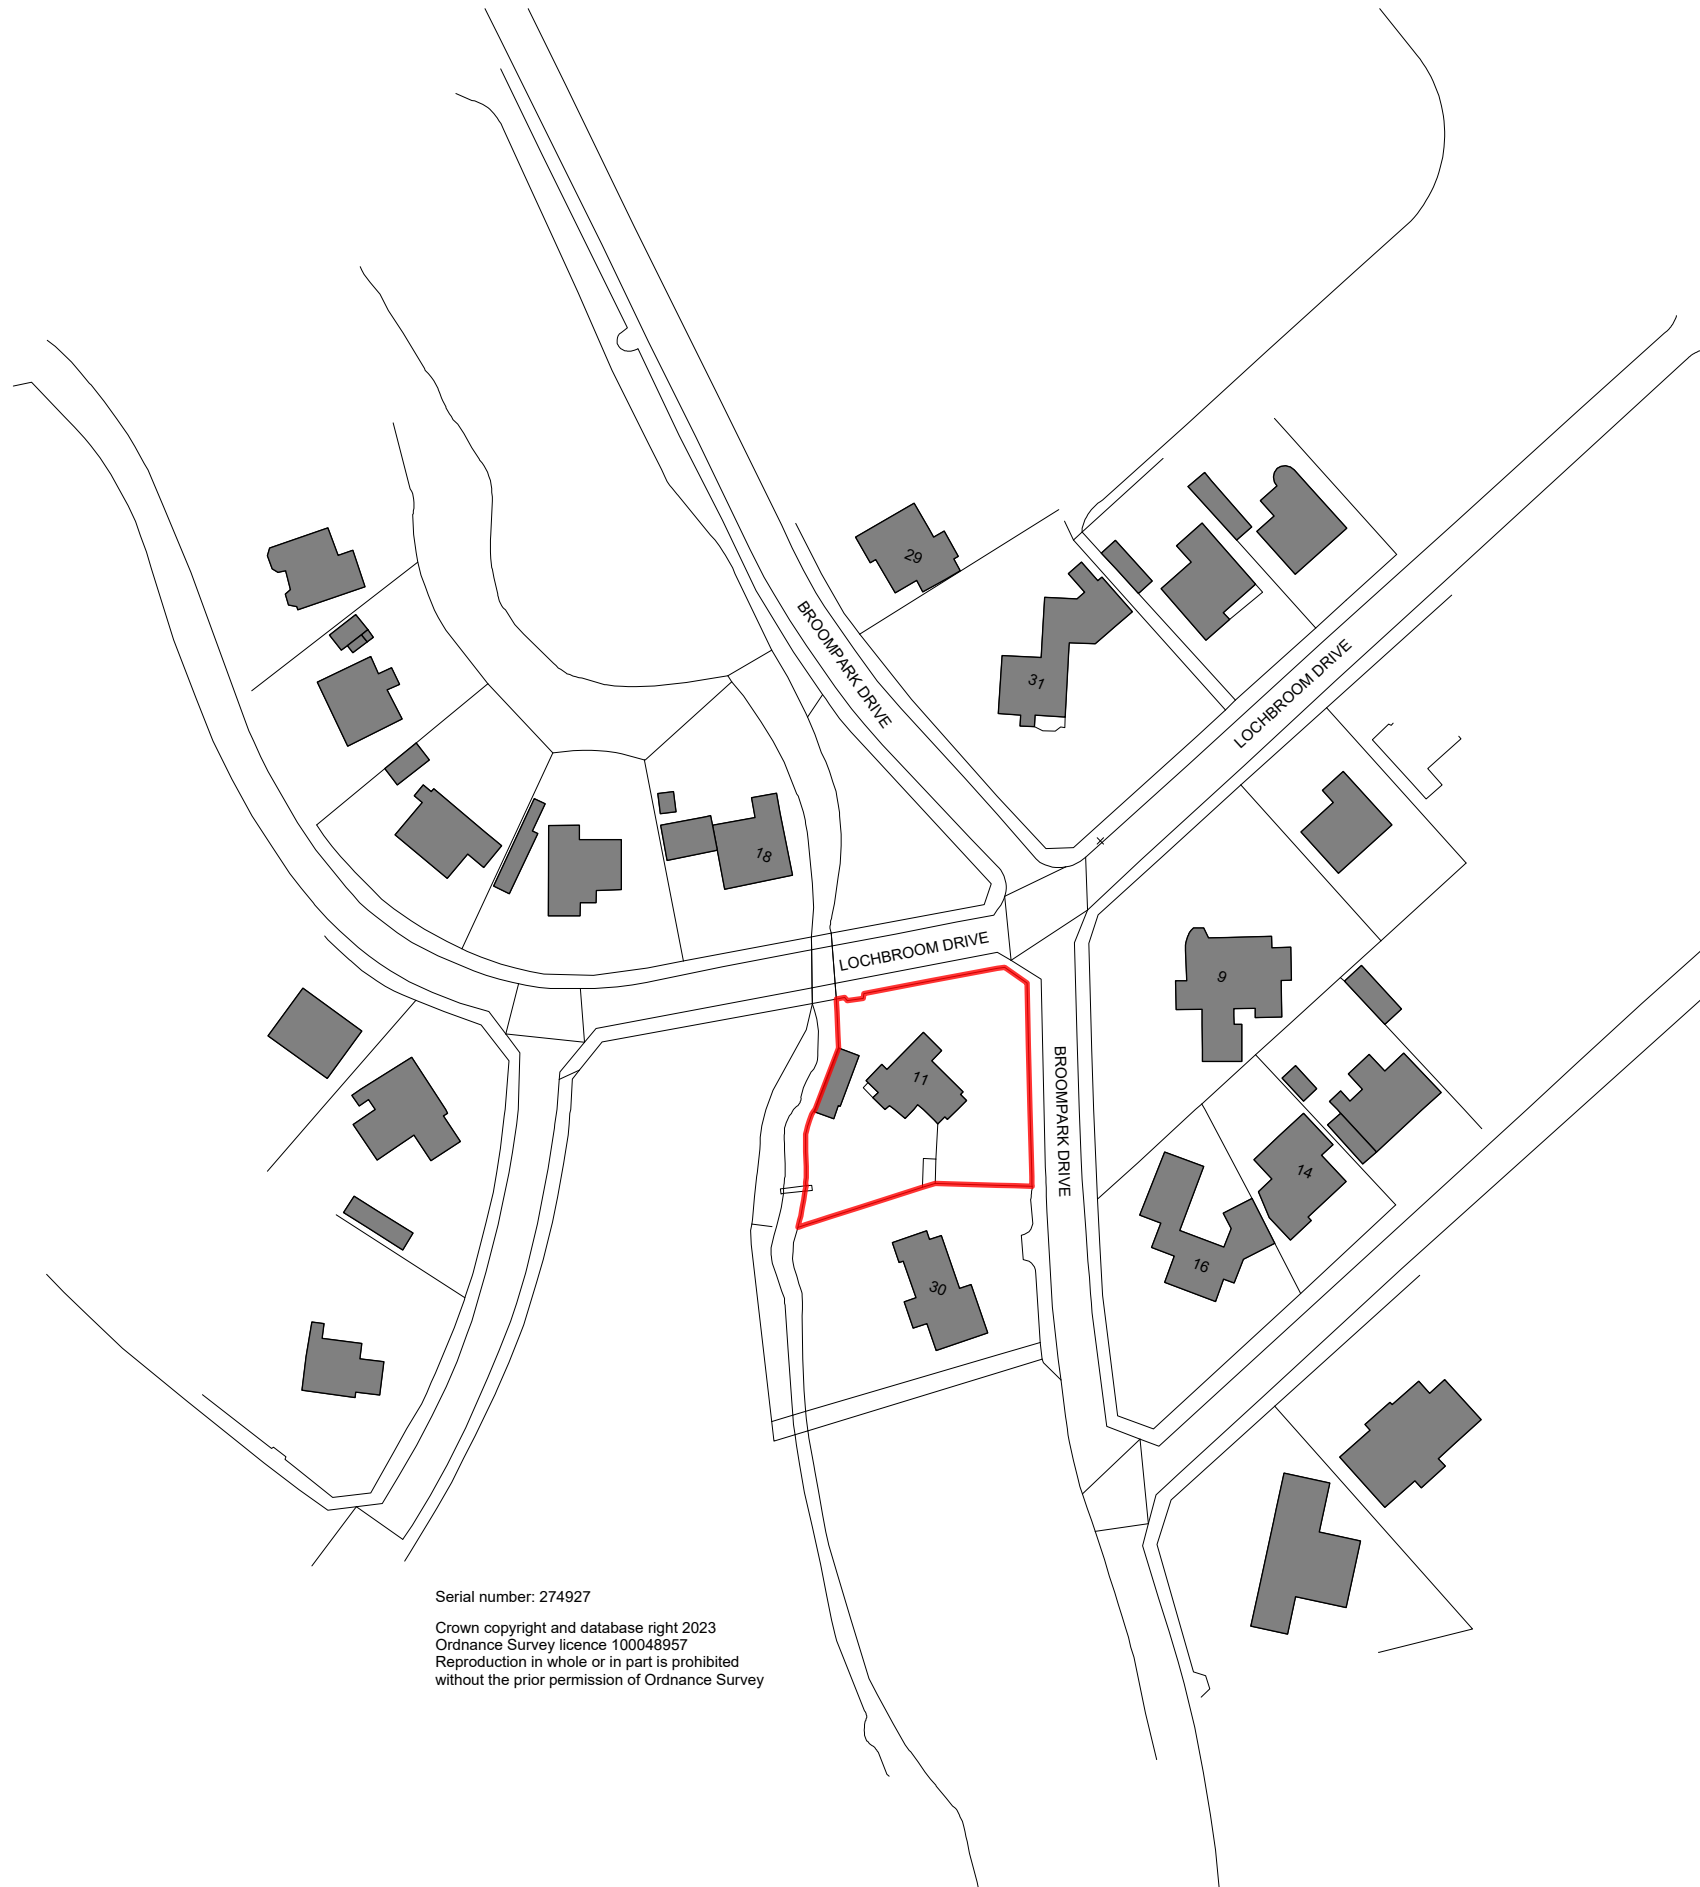 29
BROOMPARK DRIVE
31
LOCHBROOM DRIVE
18
LOCHBROOM DRIVE
9
11
BROOMPARK DRIVE
14
16
30
Serial number: 274927
Crown copyright and database right 2023
Ordnance Survey licence 100048957
Reproduction in whole or in part is prohibited
without the prior permission of Ordnance Survey